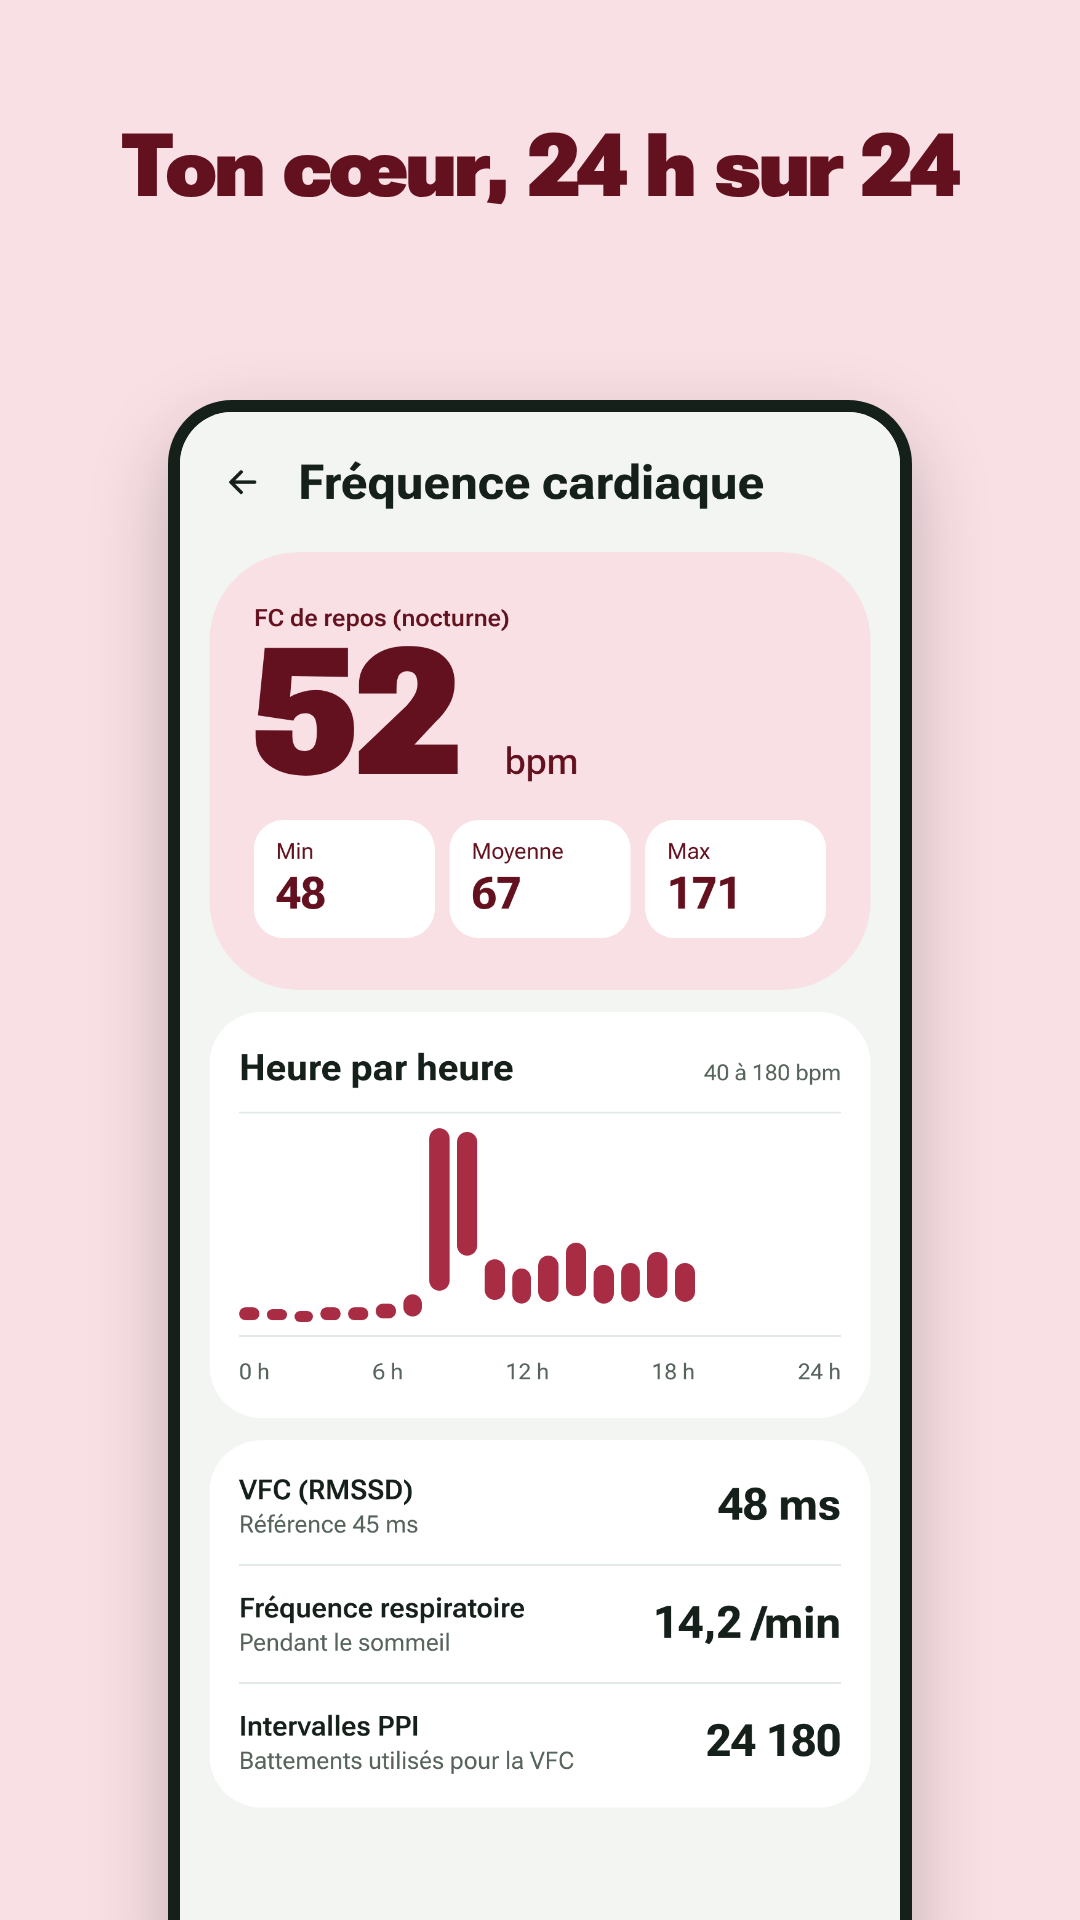 Ton cœur, 24 h sur 24
Fréquence cardiaque
FC de repos (nocturne)
52 bpm
Min
48
Moyenne
67
Max
171
Heure par heure
40 à 180 bpm
0 h 6 h 12 h 18 h 24 h
VFC (RMSSD)
Référence 45 ms
48 ms
Fréquence respiratoire
Pendant le sommeil
14,2 /min
Intervalles PPI
Battements utilisés pour la VFC
24 180